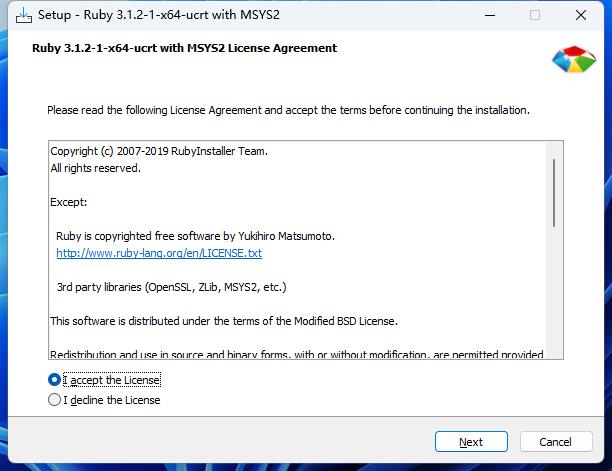 Setup - Ruby 3.1.2-1-x64-ucrt with MSYS2
Ruby 3.1.2-1-x64-ucrt with MSYS2 License Agreement
Please read the following License Agreement and accept the terms before continuing the installation.
Copyright (c) 2007-2019 RubyInstaller Team.
All rights reserved.
Except:
Ruby is copyrighted free software by Yukihiro Matsumoto.
http://www.ruby-lang.org/en/LICENSE.txt
3rd party libraries (OpenSSL, ZLib, MSYS2, etc.)
This software is distributed under the terms of the Modified BSD License.
Redistribution and use in source and binary forms, with or without modification, are permitted provided
I accept the License
I decline the License
Next
Cancel